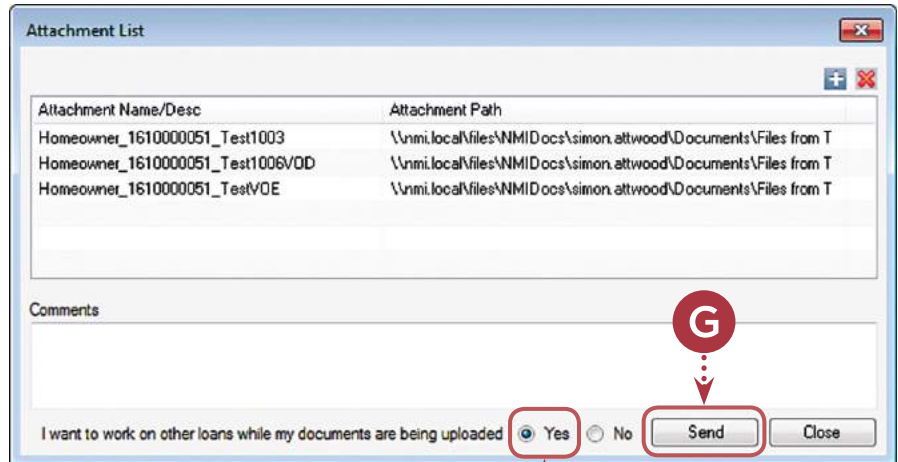 Attachment List
Attachment Name/Desc Attachment Path
Homeowner_1610000051_Test1003 \\nmi.local\files\NMIDocs\simon.attwood\Documents\Files from T
Homeowner_1610000051_Test1006VOD \\nmi.local\files\NMIDocs\simon.attwood\Documents\Files from T
Homeowner_1610000051_TestVOE \\nmi.local\files\NMIDocs\simon.attwood\Documents\Files from T
Comments
G
I want to work on other loans while my documents are being uploaded Yes No Send Close